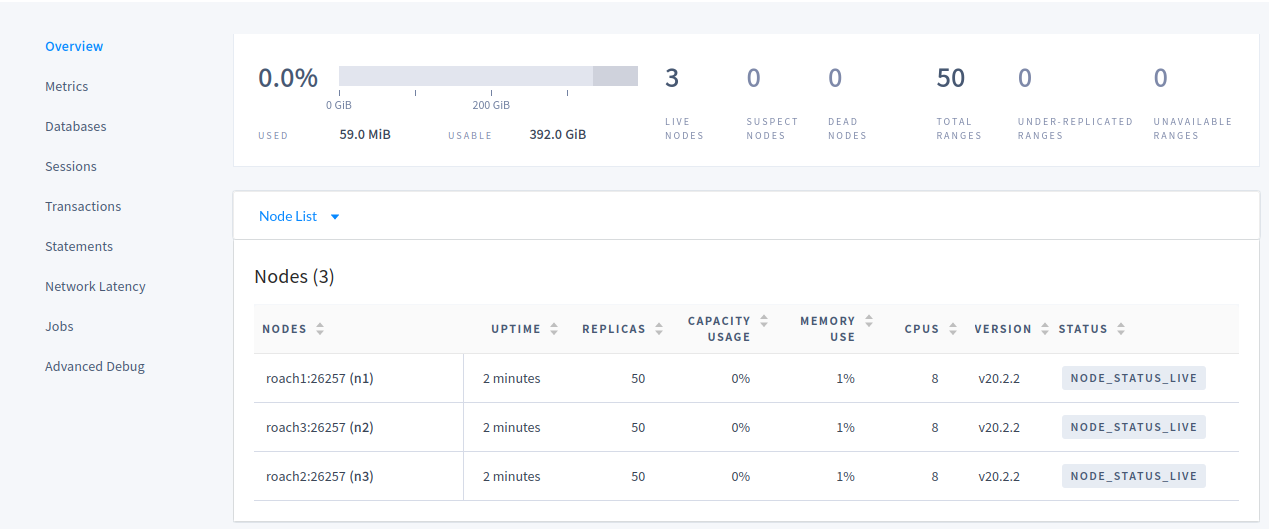 Overview
Metrics
Databases
Sessions
Transactions
Statements
Network Latency
Jobs
Advanced Debug
0.0%
0 GiB 200 GiB
USED 59.0 MiB USABLE 392.0 GiB
3 0 0 50 0 0
LIVE NODES
SUSPECT NODES
DEAD NODES
TOTAL RANGES
UNDER-REPLICATED RANGES
UNAVAILABLE RANGES
Node List
Nodes (3)
NODES UPTIME REPLICAS CAPACITY USAGE MEMORY USE CPUS VERSION STATUS
roach1:26257 (n1) 2 minutes 50 0% 1% 8 v20.2.2 NODE_STATUS_LIVE
roach3:26257 (n2) 2 minutes 50 0% 1% 8 v20.2.2 NODE_STATUS_LIVE
roach2:26257 (n3) 2 minutes 50 0% 1% 8 v20.2.2 NODE_STATUS_LIVE